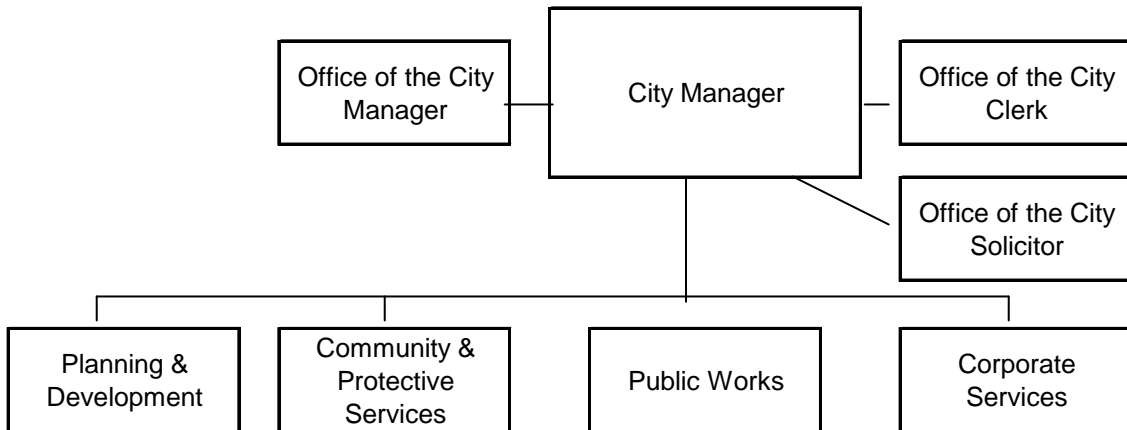 Office of the City
Manager
City Manager
Office of the City
Clerk
Office of the City
Solicitor
Planning &
Development
Community &
Protective
Services
Public Works
Corporate
Services